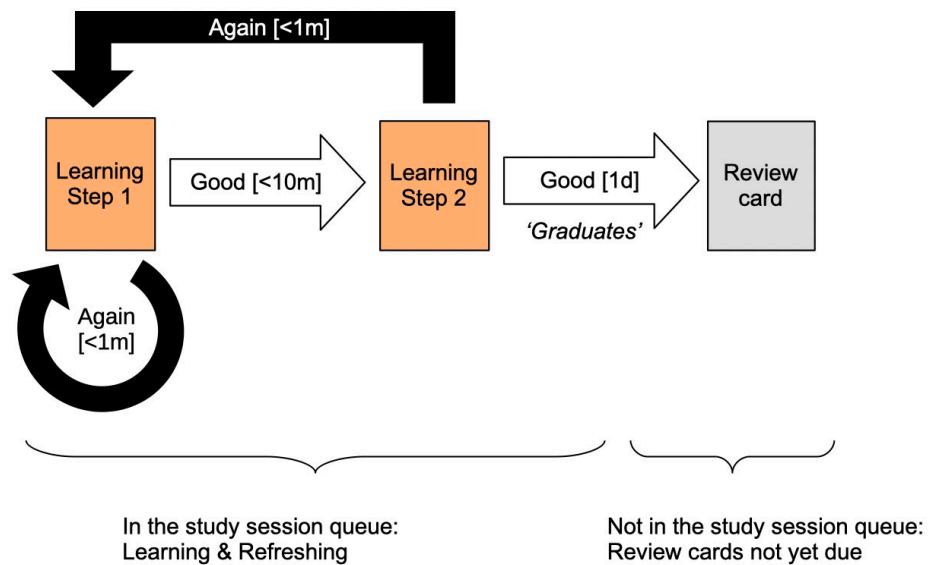 Again [<1m]
Learning
Step 1
Good [<10m]
Learning
Step 2
Good [1d]
‘Graduates’
Review
card
Again
[<1m]
In the study session queue:
Learning & Refreshing
Not in the study session queue:
Review cards not yet due